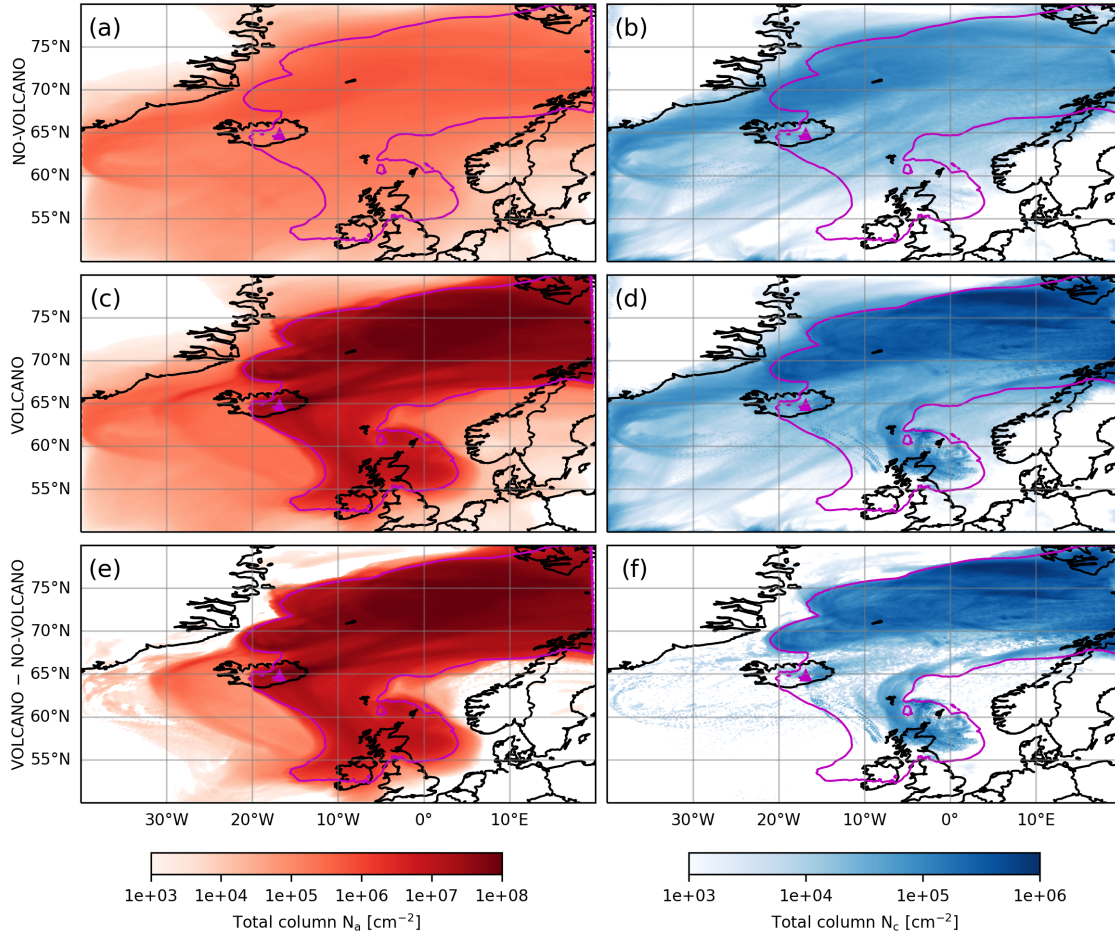 (a) (b)
NO-VOLCANO
75°N
70°N
65°N
60°N
55°N
(c) (d)
VOLCANO
75°N
70°N
65°N
60°N
55°N
(e) (f)
VOLCANO − NO-VOLCANO
75°N
70°N
65°N
60°N
55°N
30°W 20°W 10°W 0° 10°E 30°W 20°W 10°W 0° 10°E
1e+03 1e+04 1e+05 1e+06 1e+07 1e+08 1e+03 1e+04 1e+05 1e+06
Total column Nₐ [cm⁻²] Total column N_c [cm⁻²]